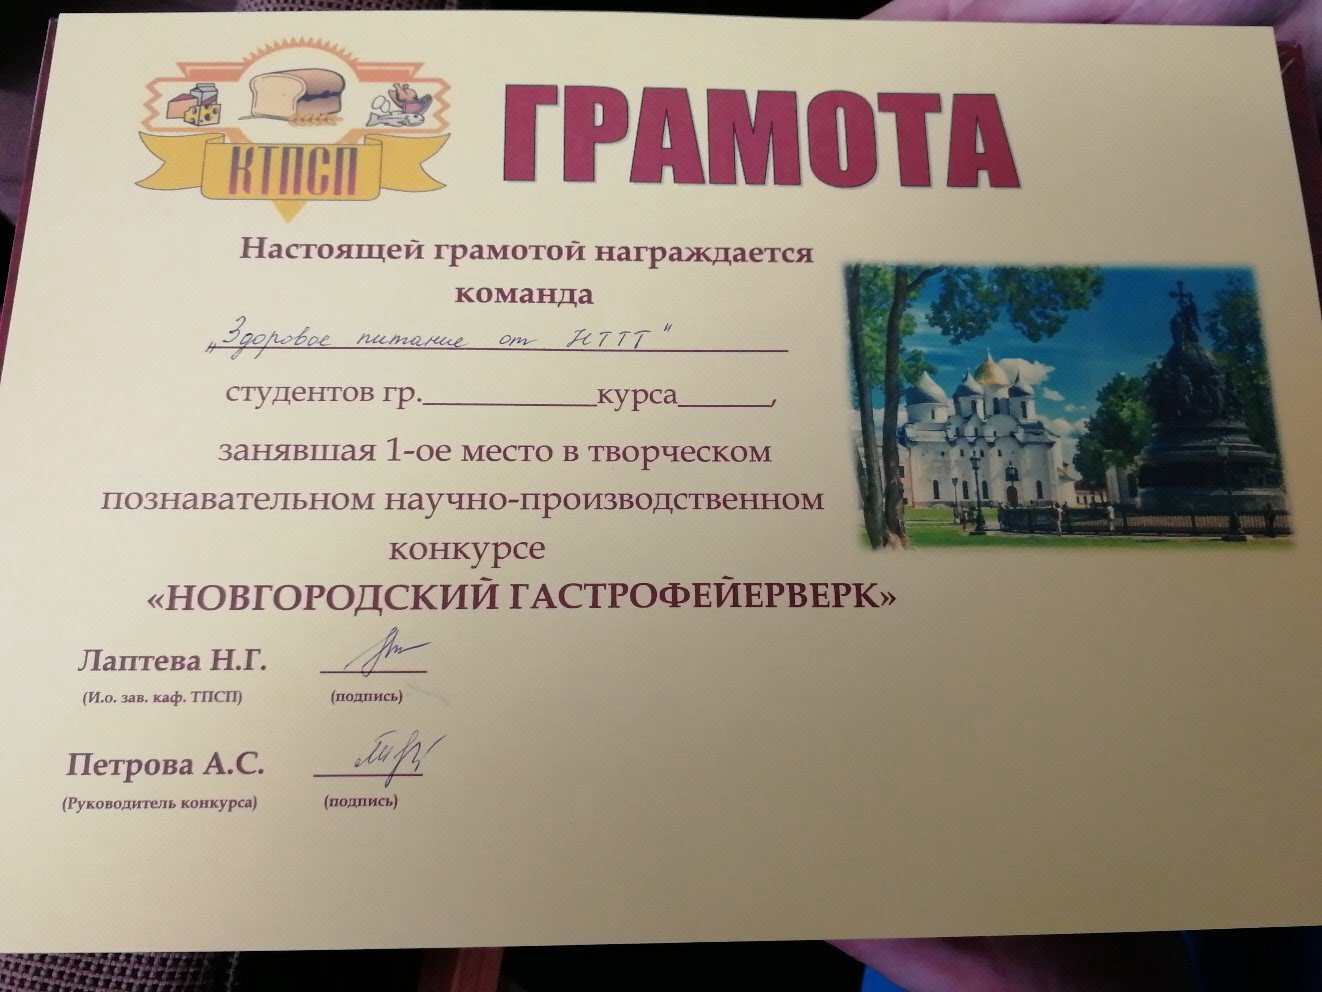 КТПСП
ГРАМОТА
Настоящей грамотой награждается
команда
„Здоровое питание от НТТТ"
студентов гр.___________курса______,
занявшая 1-ое место в творческом
познавательном научно-производственном
конкурсе
«НОВГОРОДСКИЙ ГАСТРОФЕЙЕРВЕРК»
Лаптева Н.Г.
(И.о. зав. каф. ТПСП) (подпись)
Петрова А.С.
(Руководитель конкурса) (подпись)